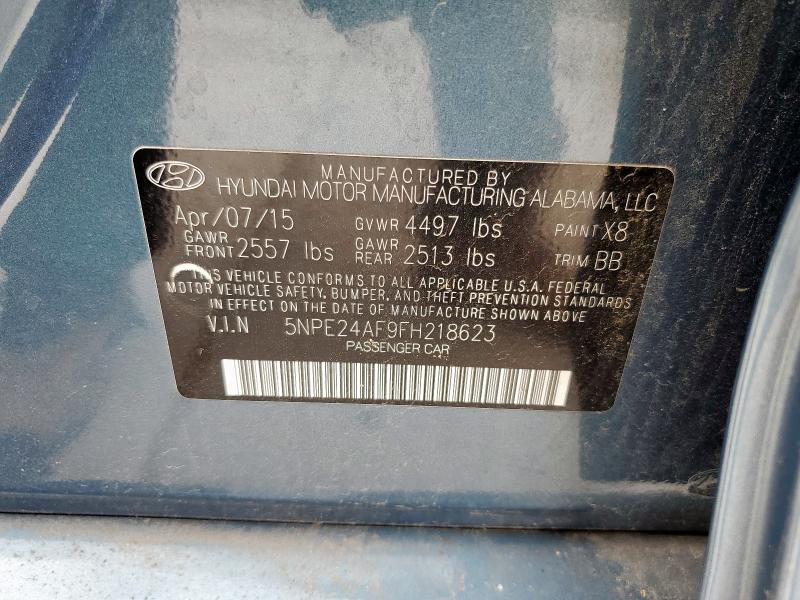 MANUFACTURED BY
HYUNDAI MOTOR MANUFACTURING ALABAMA, LLC
Apr/07/15 GVWR 4497 lbs PAINT X8
GAWR FRONT 2557 lbs GAWR REAR 2513 lbs TRIM BB
THIS VEHICLE CONFORMS TO ALL APPLICABLE U.S.A. FEDERAL
MOTOR VEHICLE SAFETY, BUMPER, AND THEFT PREVENTION STANDARDS
IN EFFECT ON THE DATE OF MANUFACTURE SHOWN ABOVE
V.I.N 5NPE24AF9FH218623
PASSENGER CAR